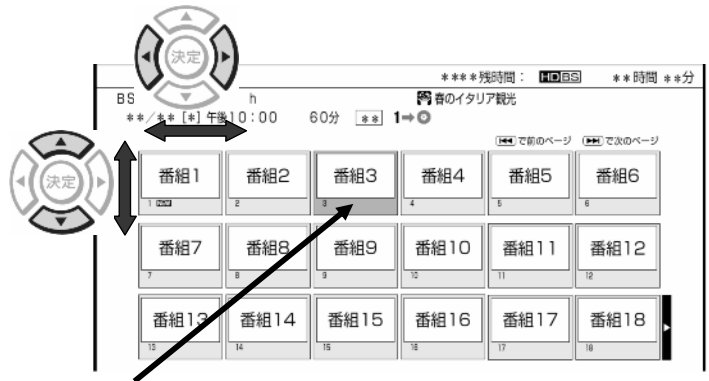 決定
****残時間： HD BS **時間 **分
BS h 春のイタリア観光
**/** [*] 午後10：00 60分 ** 1➡◎
⏮ で前のページ ⏭ で次のページ
決定
番組1 番組2 番組3 番組4 番組5 番組6
1 NEW 2 3 4 5 6
番組7 番組8 番組9 番組10 番組11 番組12
7 8 9 10 11 12
番組13 番組14 番組15 番組16 番組17 番組18
13 14 15 16 17 18